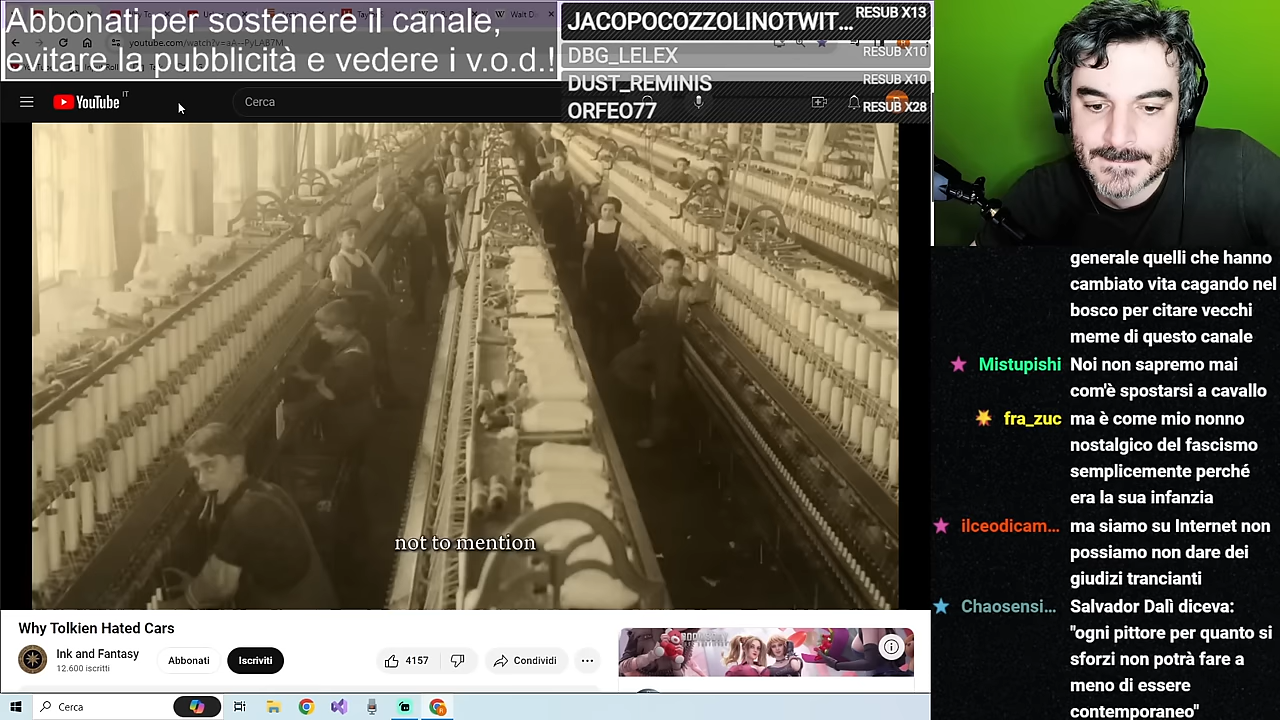 Abbonati per sostenere il canale,
evitare la pubblicità e vedere i v.o.d.!
JACOPOCOZZOLINOTWIT... RESUB X13
DBG_LELEX RESUB X10
DUST_REMINIS RESUB X10
ORFEO77 RESUB X28
YouTube IT
Cerca
not to mention
Why Tolkien Hated Cars
Ink and Fantasy
12.600 iscritti
Abbonati
Iscriviti
4157
Condividi
Cerca
generale quelli che hanno
cambiato vita cagando nel
bosco per citare vecchi
meme di questo canale
Mistupishi Noi non sapremo mai
com'è spostarsi a cavallo
fra_zuc ma è come mio nonno
nostalgico del fascismo
semplicemente perché
era la sua infanzia
ilceodicam... ma siamo su Internet non
possiamo non dare dei
giudizi trancianti
Chaosensi... Salvador Dalì diceva:
"ogni pittore per quanto si
sforzi non potrà fare a
meno di essere
contemporaneo"